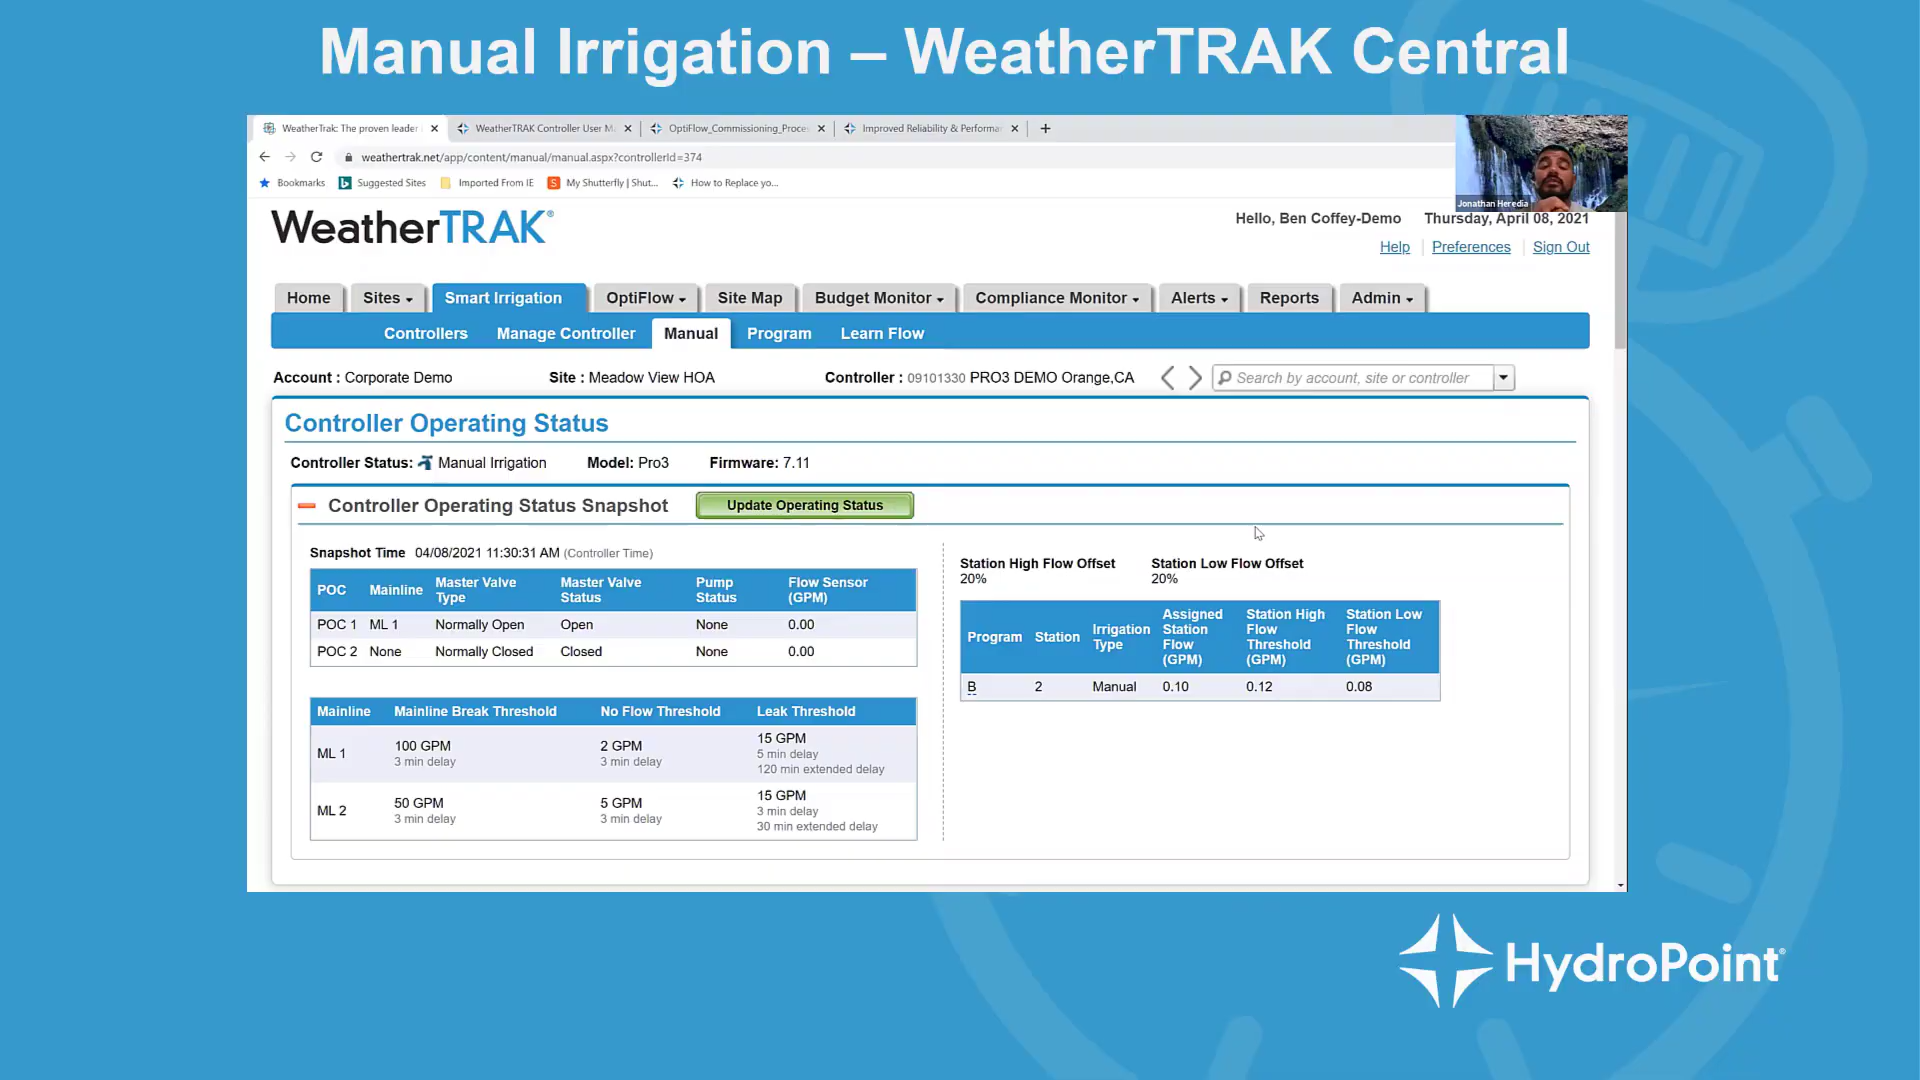 Manual Irrigation – WeatherTRAK Central
WeatherTrak: The proven leader
WeatherTRAK Controller User M
OptiFlow_Commissioning_Proces
Improved Reliability & Performan
weathertrak.net/app/content/manual/manual.aspx?controllerId=374
Bookmarks
Suggested Sites
Imported From IE
My Shutterfly | Shut...
How to Replace yo...
Jonathan Heredia
WeatherTRAK®
Hello, Ben Coffey-Demo Thursday, April 08, 2021
Help Preferences Sign Out
Home Sites Smart Irrigation OptiFlow Site Map Budget Monitor Compliance Monitor Alerts Reports Admin
Controllers Manage Controller Manual Program Learn Flow
Account : Corporate Demo Site : Meadow View HOA Controller : 09101330 PRO3 DEMO Orange,CA Search by account, site or controller
Controller Operating Status
Controller Status: Manual Irrigation Model: Pro3 Firmware: 7.11
Controller Operating Status Snapshot Update Operating Status
Snapshot Time 04/08/2021 11:30:31 AM (Controller Time)
POC Mainline Master Valve Type Master Valve Status Pump Status Flow Sensor (GPM)
POC 1 ML 1 Normally Open Open None 0.00
POC 2 None Normally Closed Closed None 0.00
Mainline Mainline Break Threshold No Flow Threshold Leak Threshold
ML 1 100 GPM 2 GPM 15 GPM
3 min delay 3 min delay 5 min delay
120 min extended delay
ML 2 50 GPM 5 GPM 15 GPM
3 min delay 3 min delay 3 min delay
30 min extended delay
Station High Flow Offset Station Low Flow Offset
20% 20%
Program Station Irrigation Type Assigned Station Flow (GPM) Station High Flow Threshold (GPM) Station Low Flow Threshold (GPM)
B 2 Manual 0.10 0.12 0.08
HydroPoint®